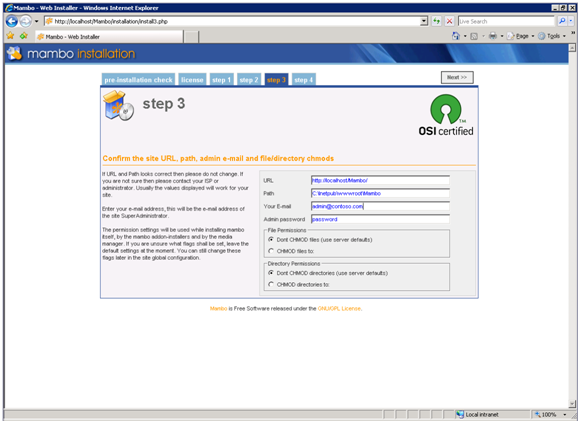 Mambo - Web Installer - Windows Internet Explorer
http://localhost/Mambo/installation/install3.php
Live Search
Mambo - Web Installer
Page
Tools
mambo installation
pre-installation check
license
step 1
step 2
step 3
step 4
Next >>
step 3
TM
OSI certified
Confirm the site URL, path, admin e-mail and file/directory chmods
If URL and Path looks correct then please do not change. If
you are not sure then please contact your ISP or
administrator. Usually the values displayed will work for your
site.
Enter your e-mail address, this will be the e-mail address of
the site SuperAdministrator.
The permission settings will be used while installing mambo
itself, by the mambo addon-installers and by the media
manager. If you are unsure what flags shall be set, leave the
default settings at the moment. You can still change these
flags later in the site global configuration.
URL
http://localhost/Mambo/
Path
C:\Inetpub\wwwroot\Mambo
Your E-mail
admin@contoso.com
Admin password
password
File Permissions
Dont CHMOD files (use server defaults)
CHMOD files to:
Directory Permissions
Dont CHMOD directories (use server defaults)
CHMOD directories to:
Mambo is Free Software released under the GNU/GPL License.
Local intranet
100%